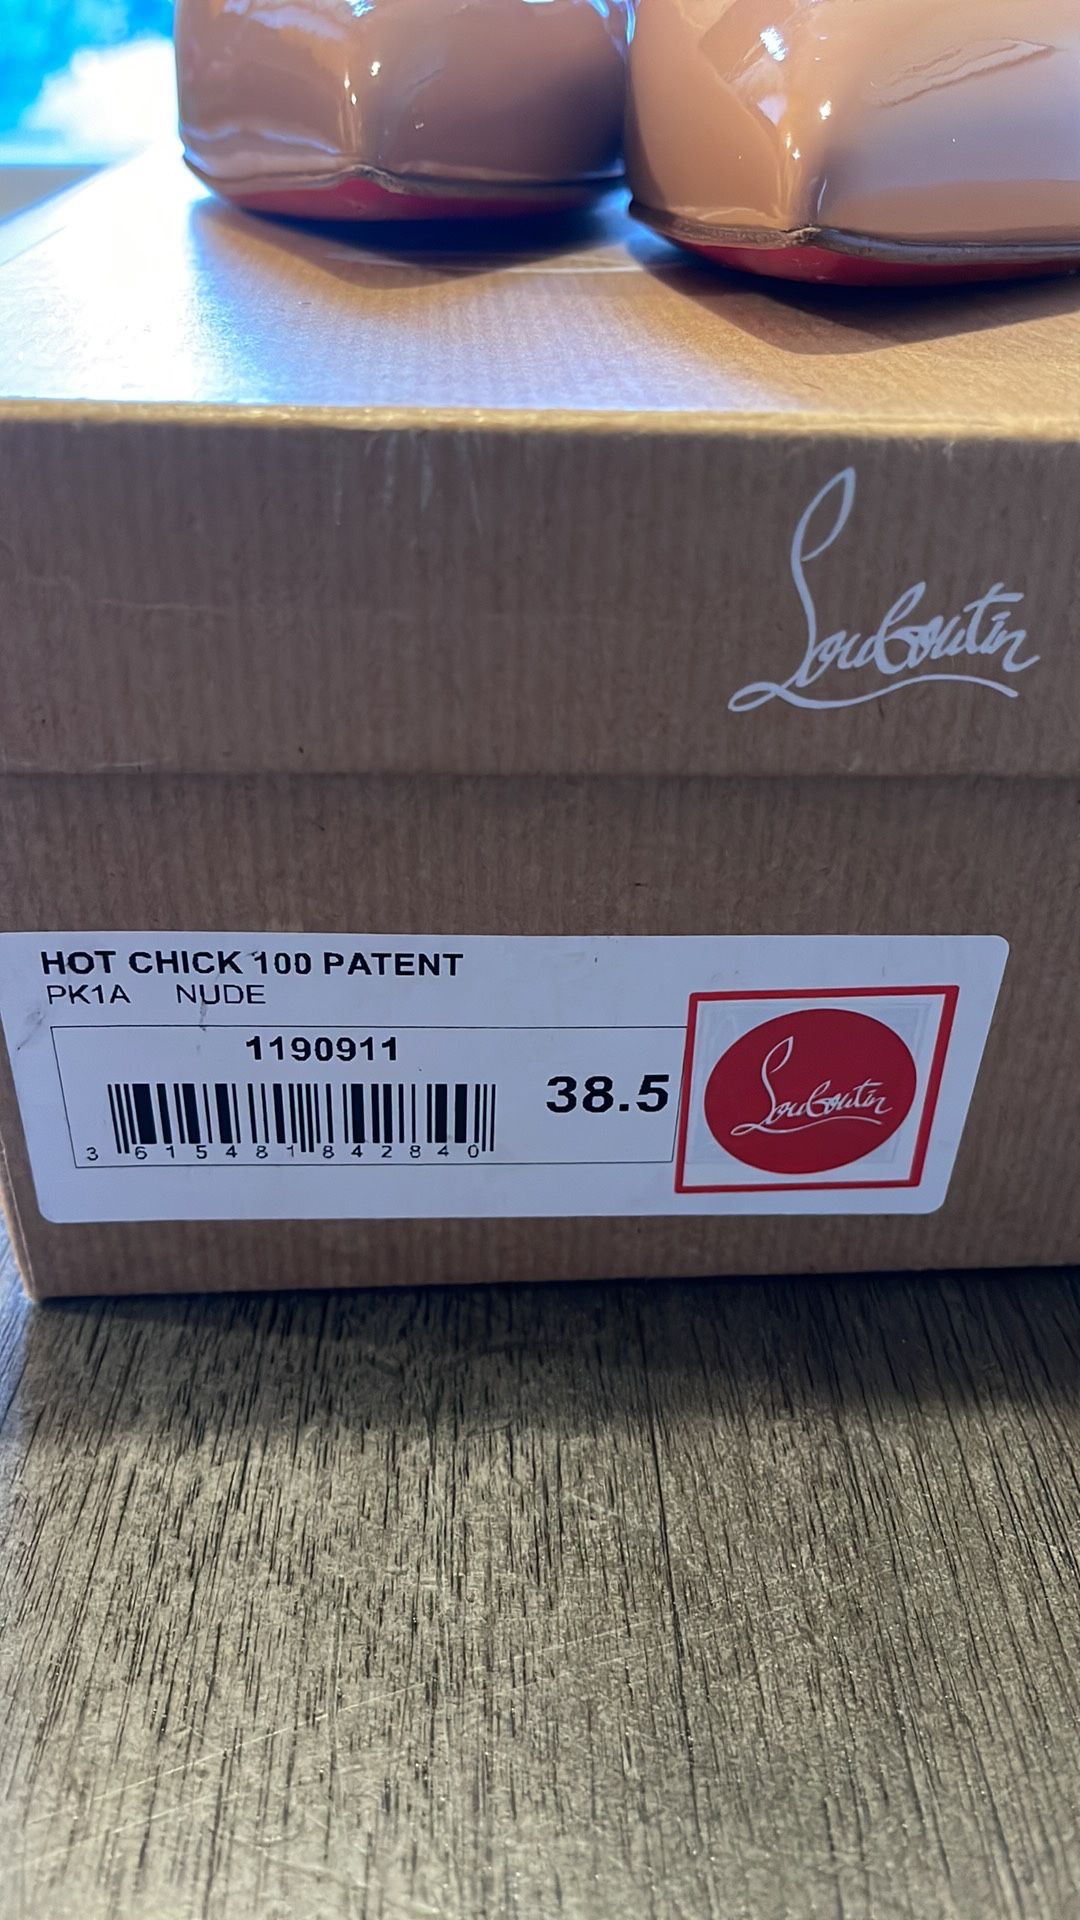 Louboutin
HOT CHICK 100 PATENT
PK1A NUDE
1190911
38.5
3 615481 842840
Louboutin